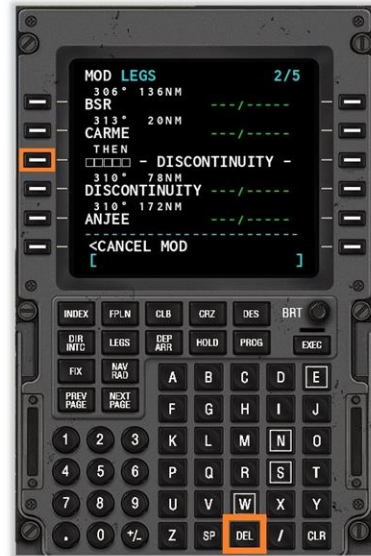 MOD LEGS 2/5
306° 136NM
BSR ---/-----
313° 20NM
CARME ---/-----
THEN
□□□□□ - DISCONTINUITY -
310° 78NM
DISCONTINUITY ---/-----
310° 172NM
ANJEE ---/-----
--------------------------------
<CANCEL MOD
[ ]
INDEX FPLN CLB CRZ DES BRT
DIR INTC LEGS DEP ARR HOLD PROG EXEC
FIX NAV RAD
PREV PAGE NEXT PAGE
A B C D E
F G H I J
1 2 3 K L M N O
4 5 6 P Q R S T
7 8 9 U V W X Y
. 0 +/- Z SP DEL / CLR